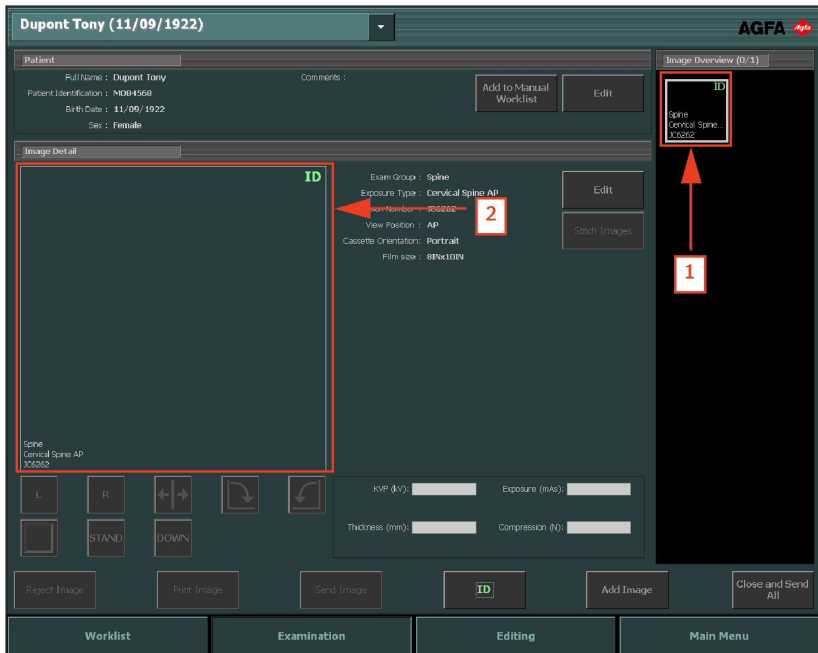 Dupont Tony (11/09/1922)
AGFA
Patient
Full Name : Dupont Tony
Comments :
Patient Identification : MO84568
Birth Date : 11/09/1922
Sex : Female
Add to Manual
Worklist
Edit
Image Overview (0/1)
ID
Spine
Cervical Spine...
JC6262
1
Image Detail
ID
2
Exam Group : Spine
Exposure Type : Cervical Spine AP
Number : JC6262
View Position : AP
Cassette Orientation: Portrait
Film size : 8INx10IN
Edit
Stitch Images
Spine
Cervical Spine AP
JC6262
L
R
STAND
DOWN
KVP (kV):
Exposure (mAs):
Thickness (mm):
Compression (N):
Reject Image
Print Image
Send Image
ID
Add Image
Close and Send
All
Worklist
Examination
Editing
Main Menu